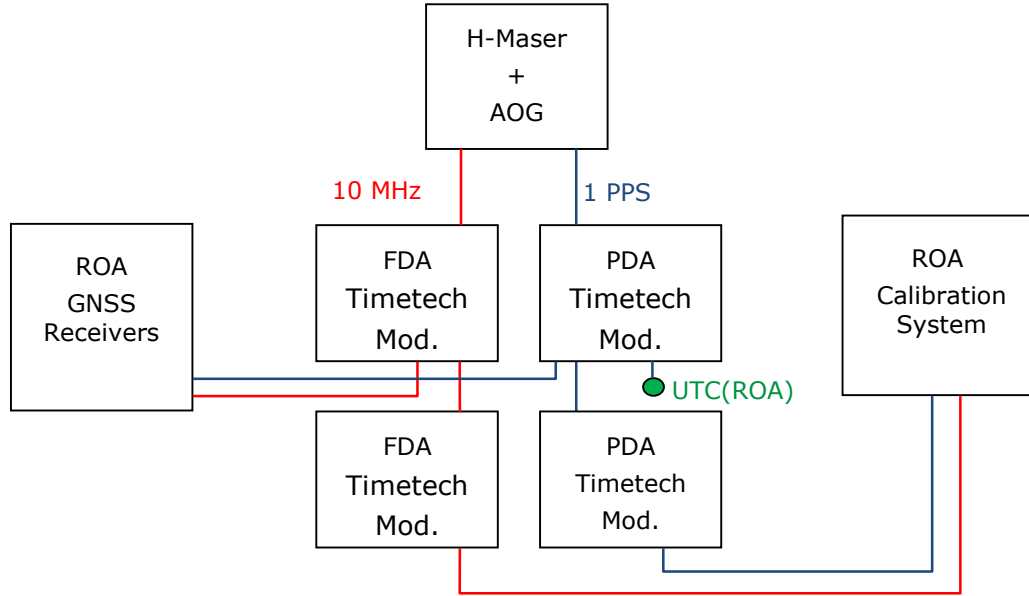 H-Maser
+
AOG
10 MHz
1 PPS
ROA
GNSS
Receivers
FDA
Timetech
Mod.
PDA
Timetech
Mod.
ROA
Calibration
System
UTC(ROA)
FDA
Timetech
Mod.
PDA
Timetech
Mod.